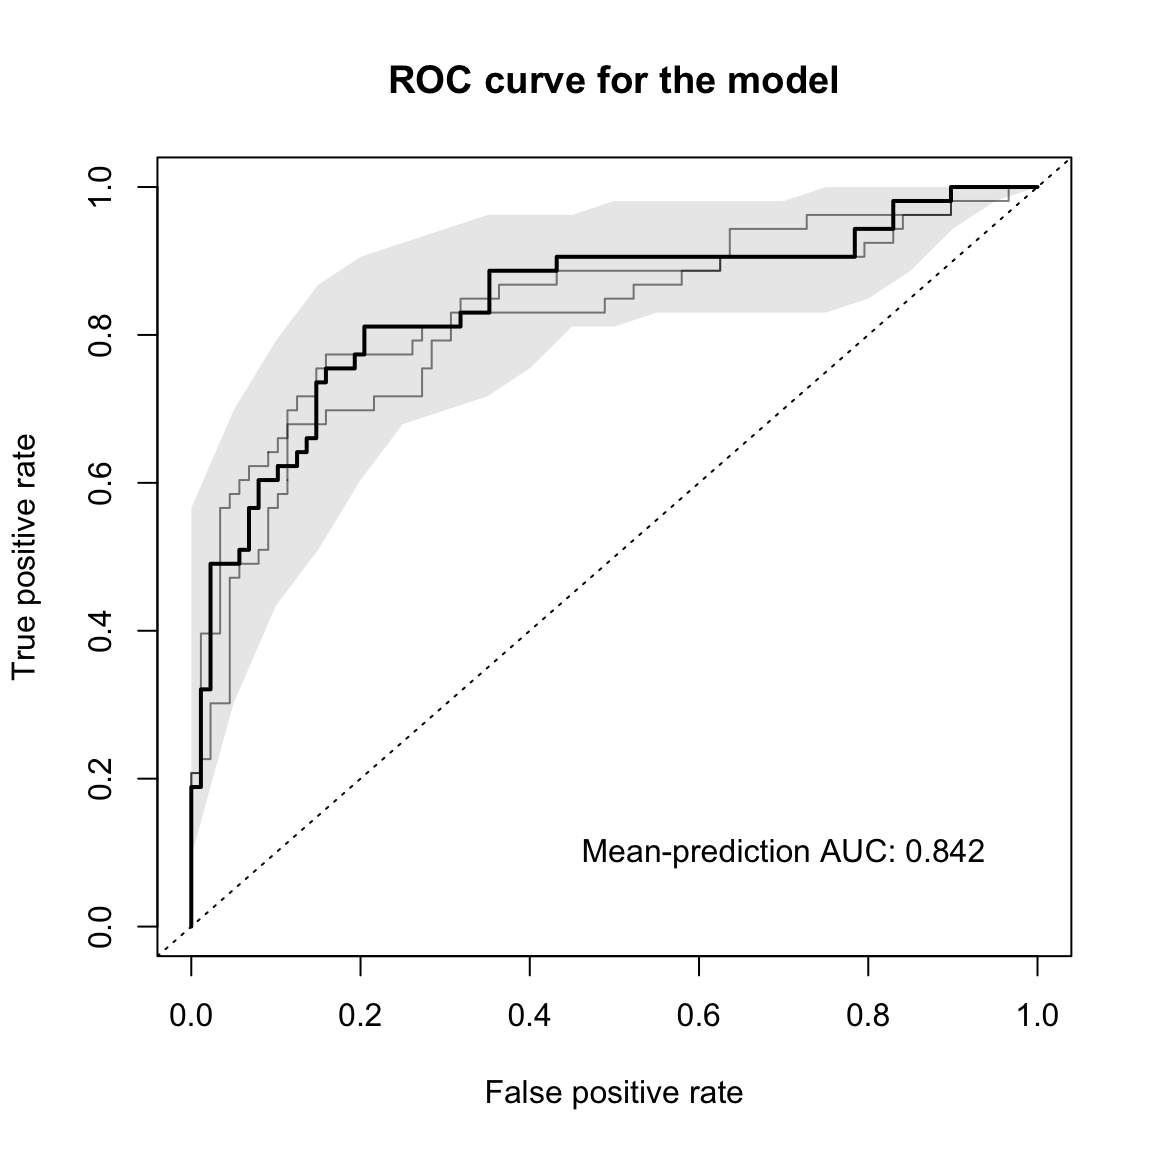 ROC curve for the model
True positive rate
1.0
0.8
0.6
0.4
0.2
0.0
Mean-prediction AUC: 0.842
0.0 0.2 0.4 0.6 0.8 1.0
False positive rate